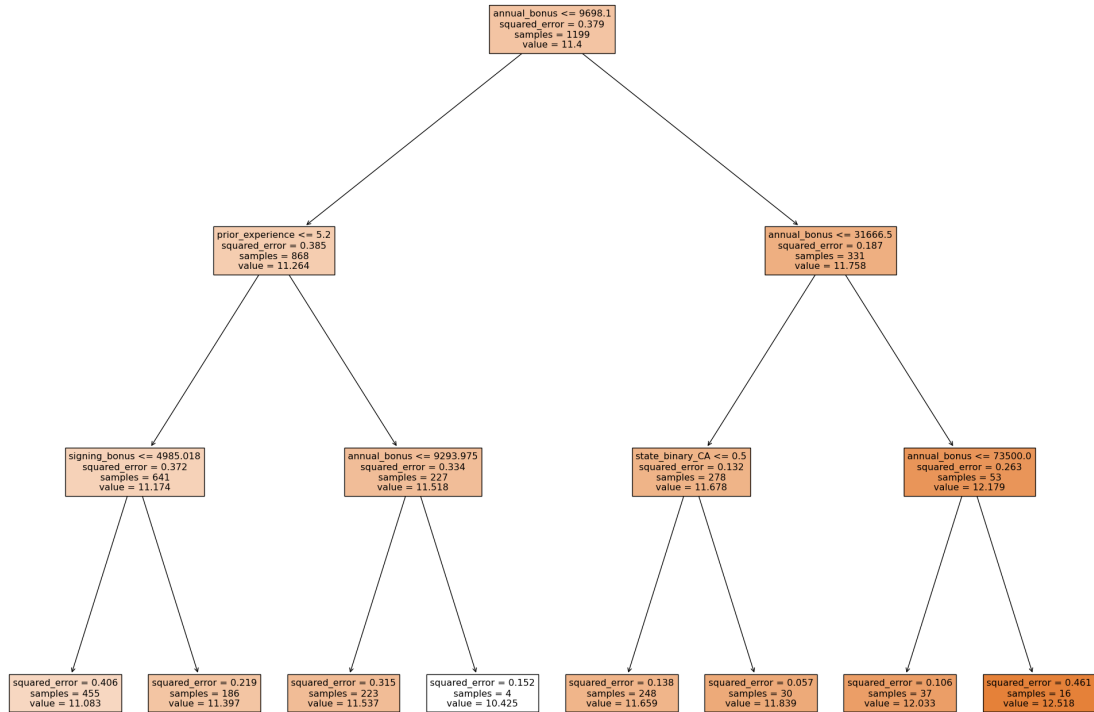 annual_bonus <= 9698.1
squared_error = 0.379
samples = 1199
value = 11.4
prior_experience <= 5.2
squared_error = 0.385
samples = 868
value = 11.264
annual_bonus <= 31666.5
squared_error = 0.187
samples = 331
value = 11.758
signing_bonus <= 4985.018
squared_error = 0.372
samples = 641
value = 11.174
annual_bonus <= 9293.975
squared_error = 0.334
samples = 227
value = 11.518
state_binary_CA <= 0.5
squared_error = 0.132
samples = 278
value = 11.678
annual_bonus <= 73500.0
squared_error = 0.263
samples = 53
value = 12.179
squared_error = 0.406
samples = 455
value = 11.083
squared_error = 0.219
samples = 186
value = 11.397
squared_error = 0.315
samples = 223
value = 11.537
squared_error = 0.152
samples = 4
value = 10.425
squared_error = 0.138
samples = 248
value = 11.659
squared_error = 0.057
samples = 30
value = 11.839
squared_error = 0.106
samples = 37
value = 12.033
squared_error = 0.461
samples = 16
value = 12.518